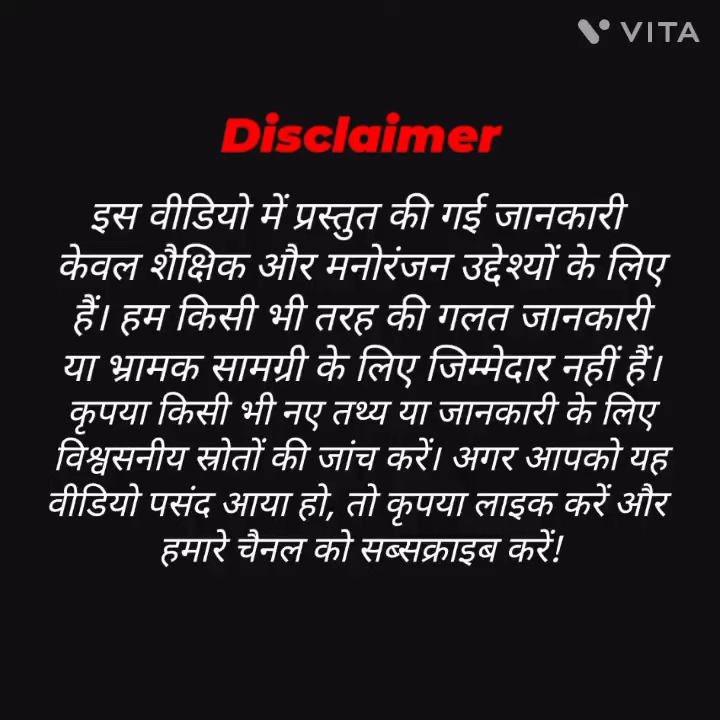 VITA
Disclaimer
इस वीडियो में प्रस्तुत की गई जानकारी
केवल शैक्षिक और मनोरंजन उद्देश्यों के लिए
हैं। हम किसी भी तरह की गलत जानकारी
या भ्रामक सामग्री के लिए जिम्मेदार नहीं हैं।
कृपया किसी भी नए तथ्य या जानकारी के लिए
विश्वसनीय स्रोतों की जांच करें। अगर आपको यह
वीडियो पसंद आया हो, तो कृपया लाइक करें और
हमारे चैनल को सब्सक्राइब करें!